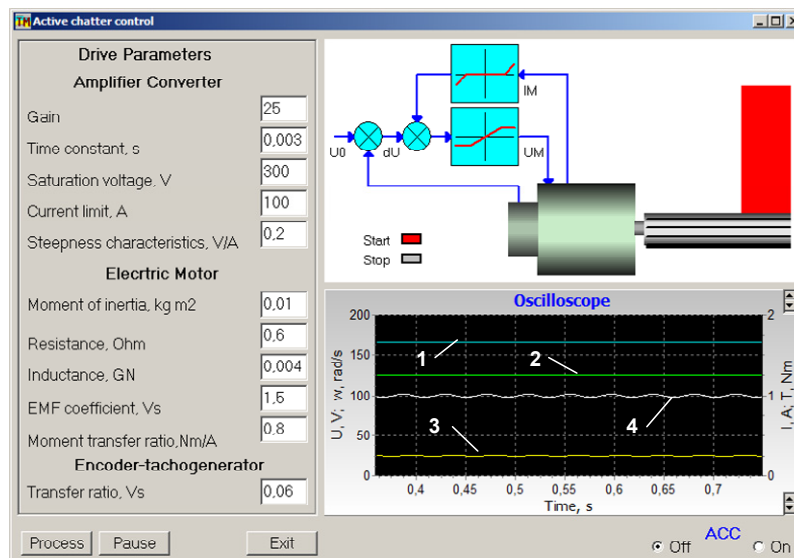 TM Active chatter control
Drive Parameters
Amplifier Converter
Gain 25
Time constant, s 0,003
Saturation voltage, V 300
Current limit, A 100
Steepness characteristics, V/A 0,2
Elecrtric Motor
Moment of inertia, kg m2 0,01
Resistance, Ohm 0,6
Inductance, GN 0,004
EMF coefficient, Vs 1,5
Moment transfer ratio,Nm/A 0,8
Encoder-tachogenerator
Transfer ratio, Vs 0,06
Process Pause Exit
IM
U0 dU UM
Start
Stop
Oscilloscope
U, V; w, rad/s
200
150
100
50
0
1 2
3 4
2
1
0
I, A; T, Nm
0,4 0,45 0,5 0,55 0,6 0,65 0,7
Time, s
ACC
Off On